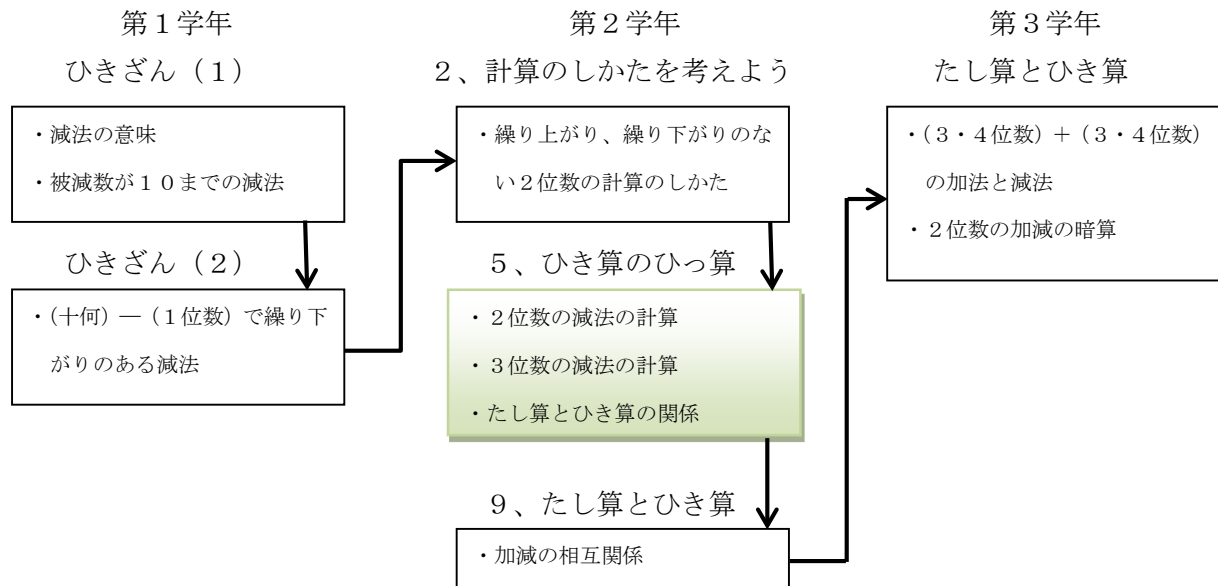 第１学年
ひきざん（１）
・減法の意味
・被減数が１０までの減法
ひきざん（２）
・（十何）―（１位数）で繰り下
がりのある減法
第２学年
２、計算のしかたを考えよう
・繰り上がり、繰り下がりのな
い２位数の計算のしかた
５、ひき算のひっ算
・２位数の減法の計算
・３位数の減法の計算
・たし算とひき算の関係
９、たし算とひき算
・加減の相互関係
第３学年
たし算とひき算
・（３・４位数）＋（３・４位数）
の加法と減法
・２位数の加減の暗算